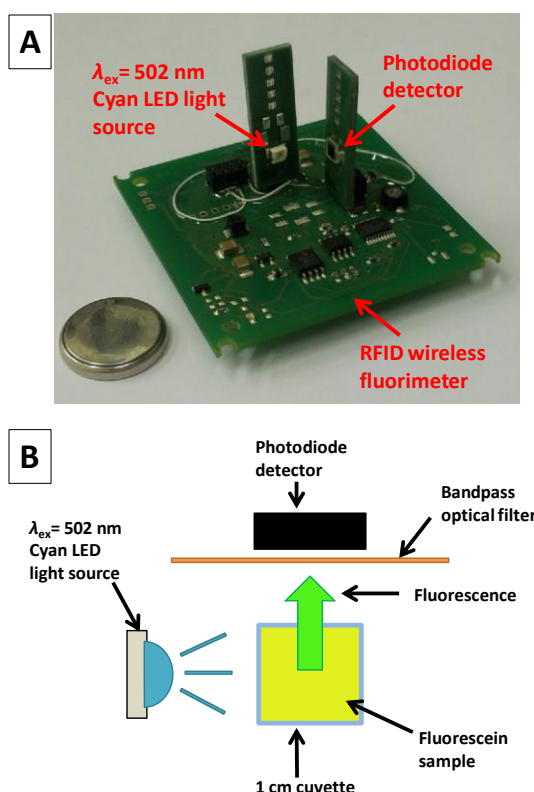 A
λex= 502 nm
Cyan LED light
source
Photodiode
detector
RFID wireless
fluorimeter
B
Photodiode
detector
Bandpass
optical filter
λex= 502 nm
Cyan LED
light source
Fluorescence
Fluorescein
sample
1 cm cuvette